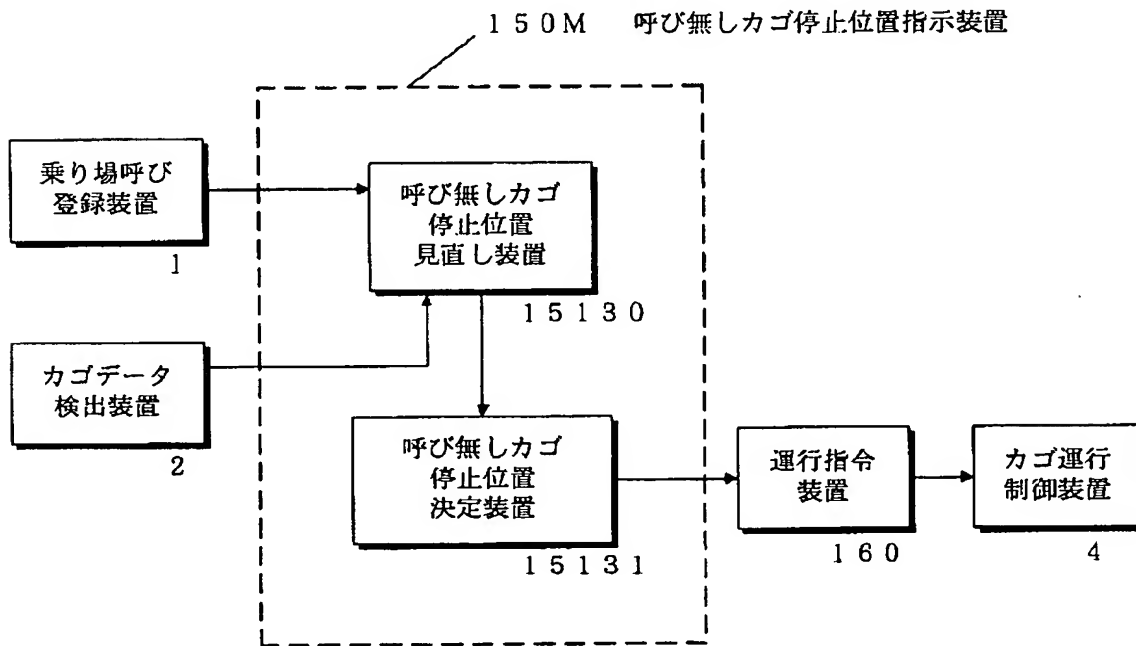 １５０Ｍ　呼び無しカゴ停止位置指示装置
乗り場呼び
登録装置
１
呼び無しカゴ
停止位置
見直し装置
１５１３０
カゴデータ
検出装置
２
呼び無しカゴ
停止位置
決定装置
１５１３１
運行指令
装置
１６０
カゴ運行
制御装置
４